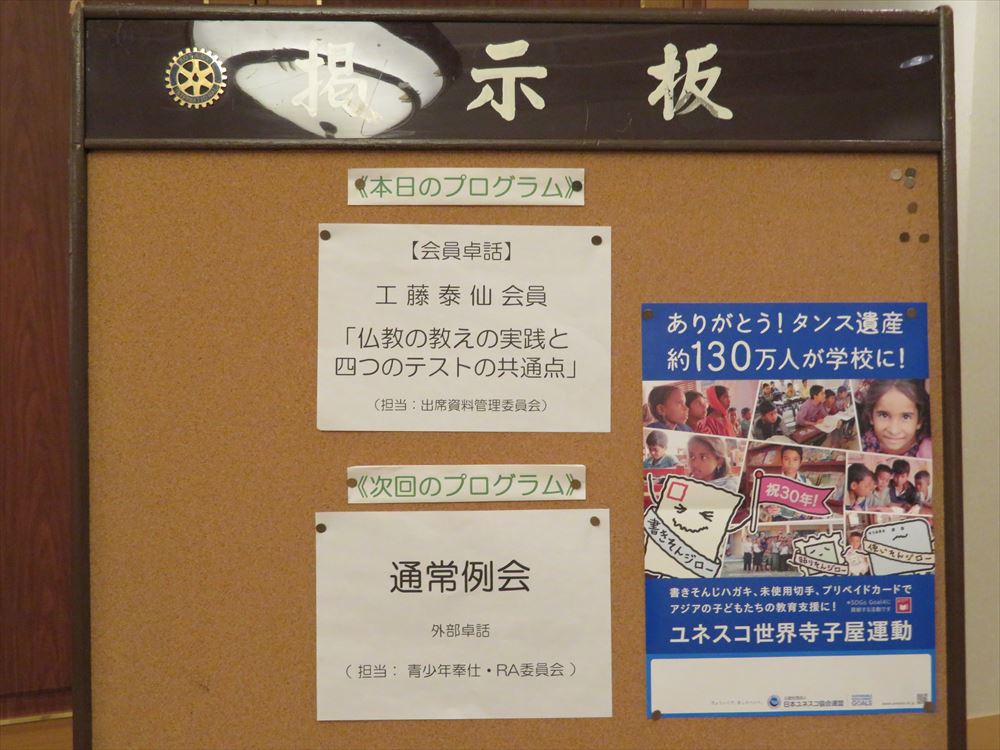 掲示板
《本日のプログラム》
【会員卓話】
工藤泰仙 会員
「仏教の教えの実践と
四つのテストの共通点」
（担当：出席資料管理委員会）
《次回のプログラム》
通常例会
外部卓話
（ 担当： 青少年奉仕・RA委員会 ）
ありがとう！タンス遺産
約130万人が学校に！
祝30年！
書きそんジロー
書き損じハガキ、未使用切手、プリペイドカードで
アジアの子どもたちの教育支援に！
ユネスコ世界寺子屋運動
公益社団法人
日本ユネスコ協会連盟